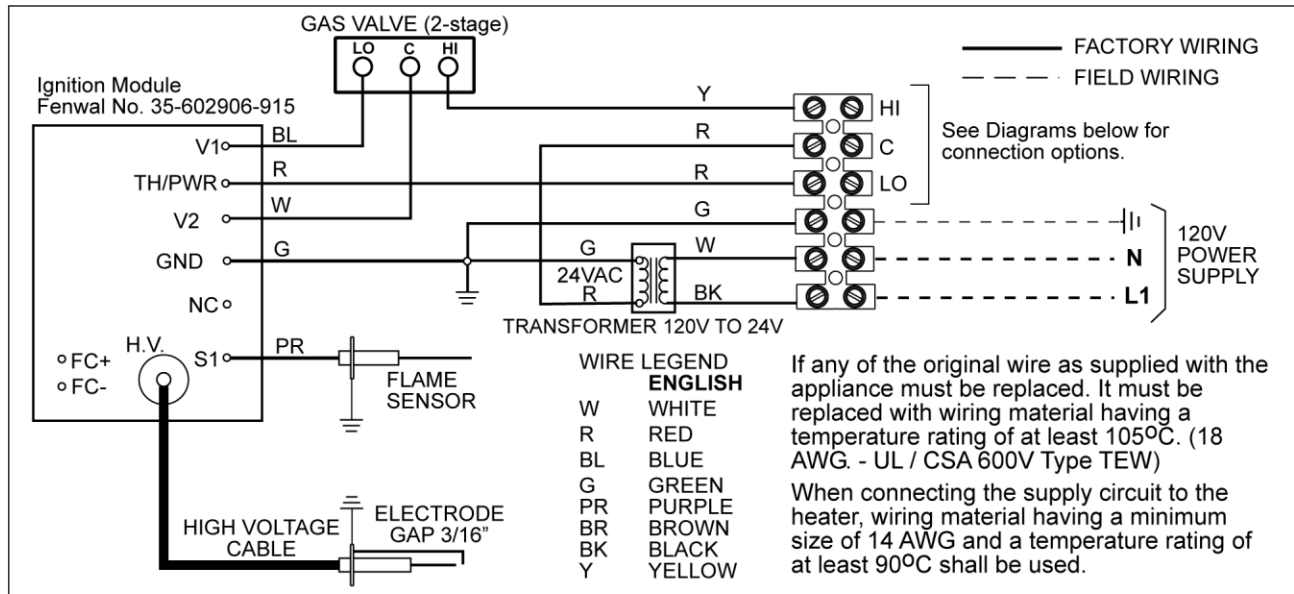 GAS VALVE (2-stage)
LO C HI
Ignition Module
Fenwal No. 35-602906-915
V1 BL
TH/PWR R
V2 W
GND G
NC
H.V.
S1 PR
FC+
FC-
FLAME
SENSOR
HIGH VOLTAGE
CABLE
ELECTRODE
GAP 3/16"
Y
R
R
G
G
24VAC
R
W
BK
TRANSFORMER 120V TO 24V
HI
C
LO
FACTORY WIRING
FIELD WIRING
See Diagrams below for
connection options.
N
L1
120V
POWER
SUPPLY
WIRE LEGEND
ENGLISH
W WHITE
R RED
BL BLUE
G GREEN
PR PURPLE
BR BROWN
BK BLACK
Y YELLOW
If any of the original wire as supplied with the
appliance must be replaced. It must be
replaced with wiring material having a
temperature rating of at least 105ºC. (18
AWG. - UL / CSA 600V Type TEW)
When connecting the supply circuit to the
heater, wiring material having a minimum
size of 14 AWG and a temperature rating of
at least 90ºC shall be used.